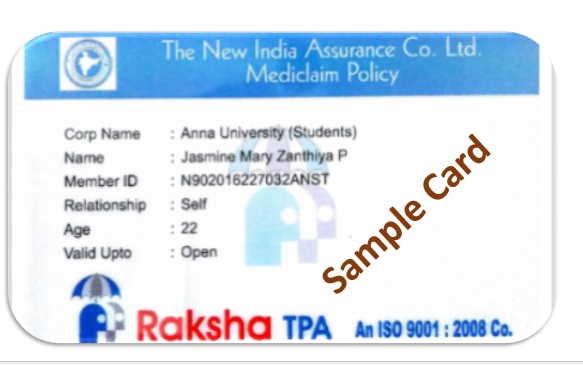 The New India Assurance Co. Ltd.
Mediclaim Policy
Corp Name : Anna University (Students)
Name : Jasmine Mary Zanthiya P
Member ID : N902016227032ANST
Relationship : Self
Age : 22
Valid Upto : Open
Sample Card
Raksha TPA An ISO 9001 : 2008 Co.